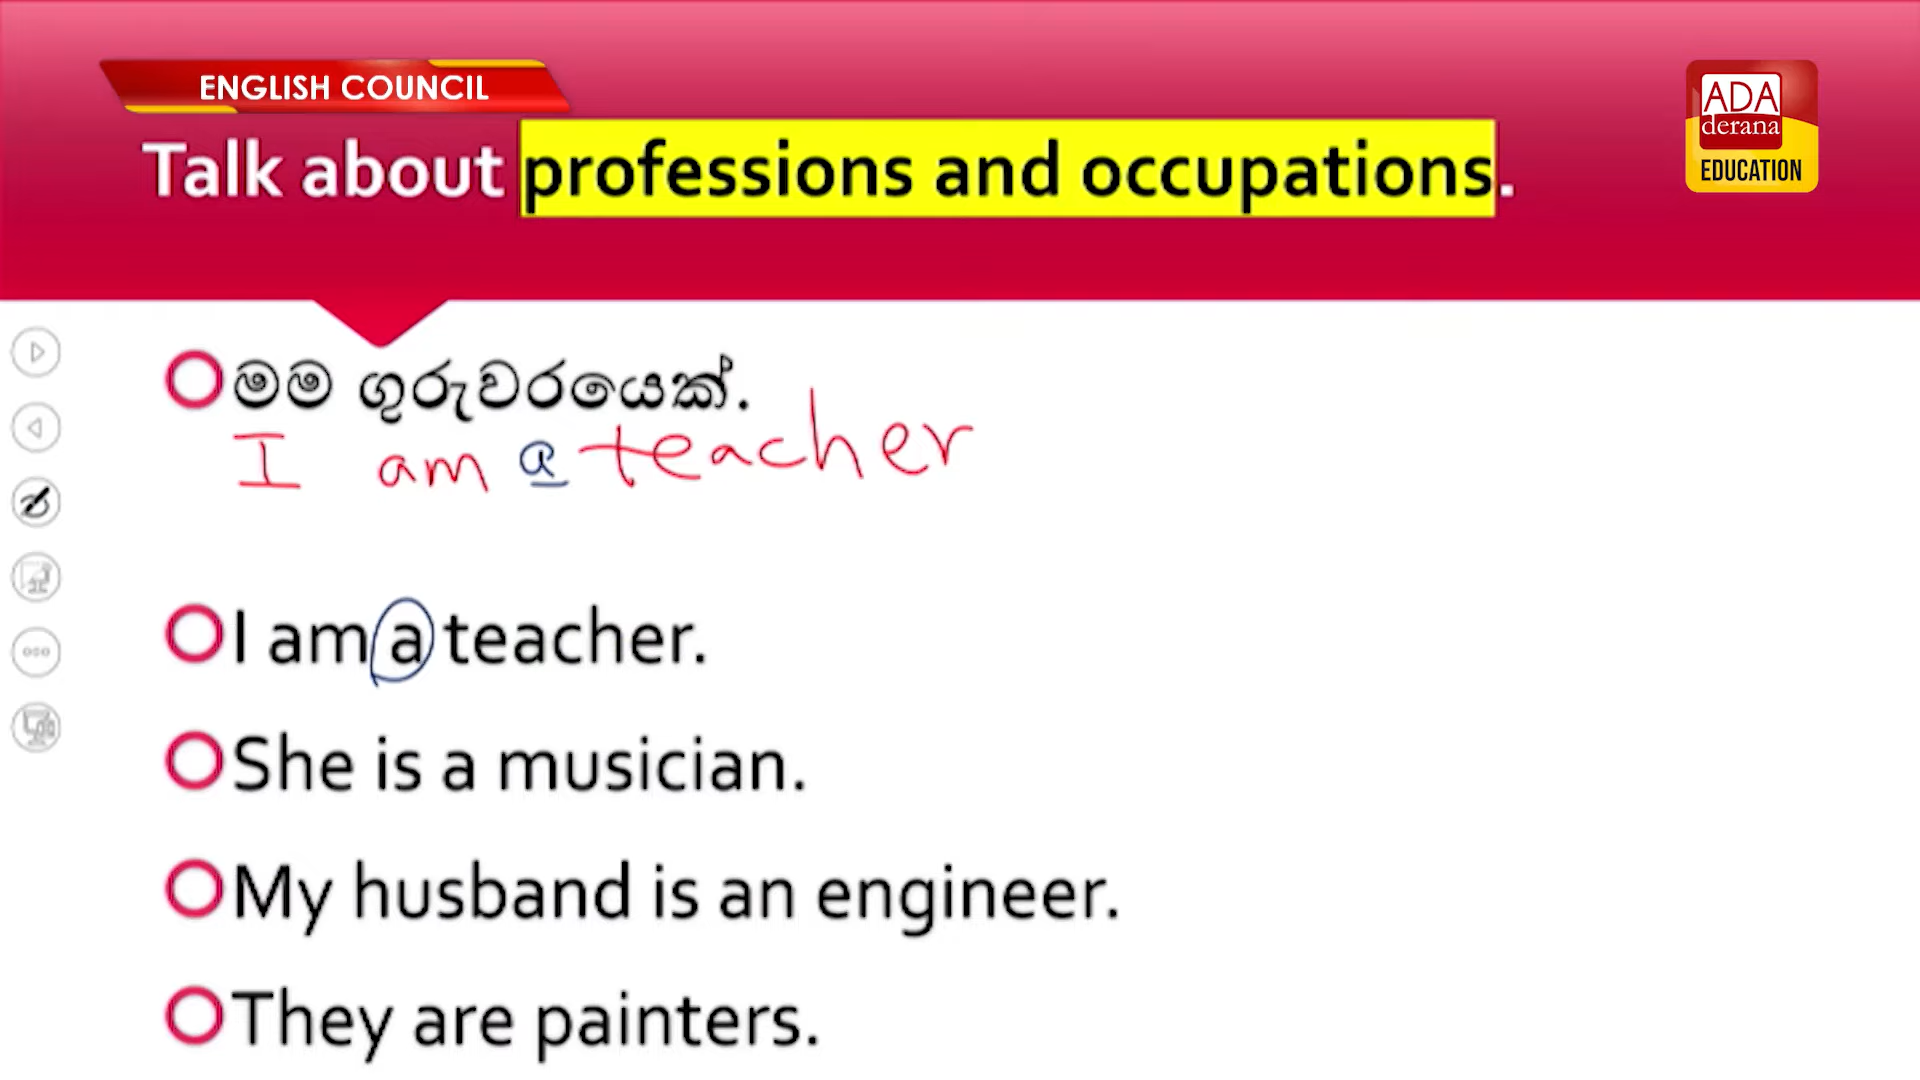 ENGLISH COUNCIL
ADA
derana
EDUCATION
Talk about professions and occupations.
මම ගුරුවරයෙක්.
I am a teacher
I am a teacher.
She is a musician.
My husband is an engineer.
They are painters.